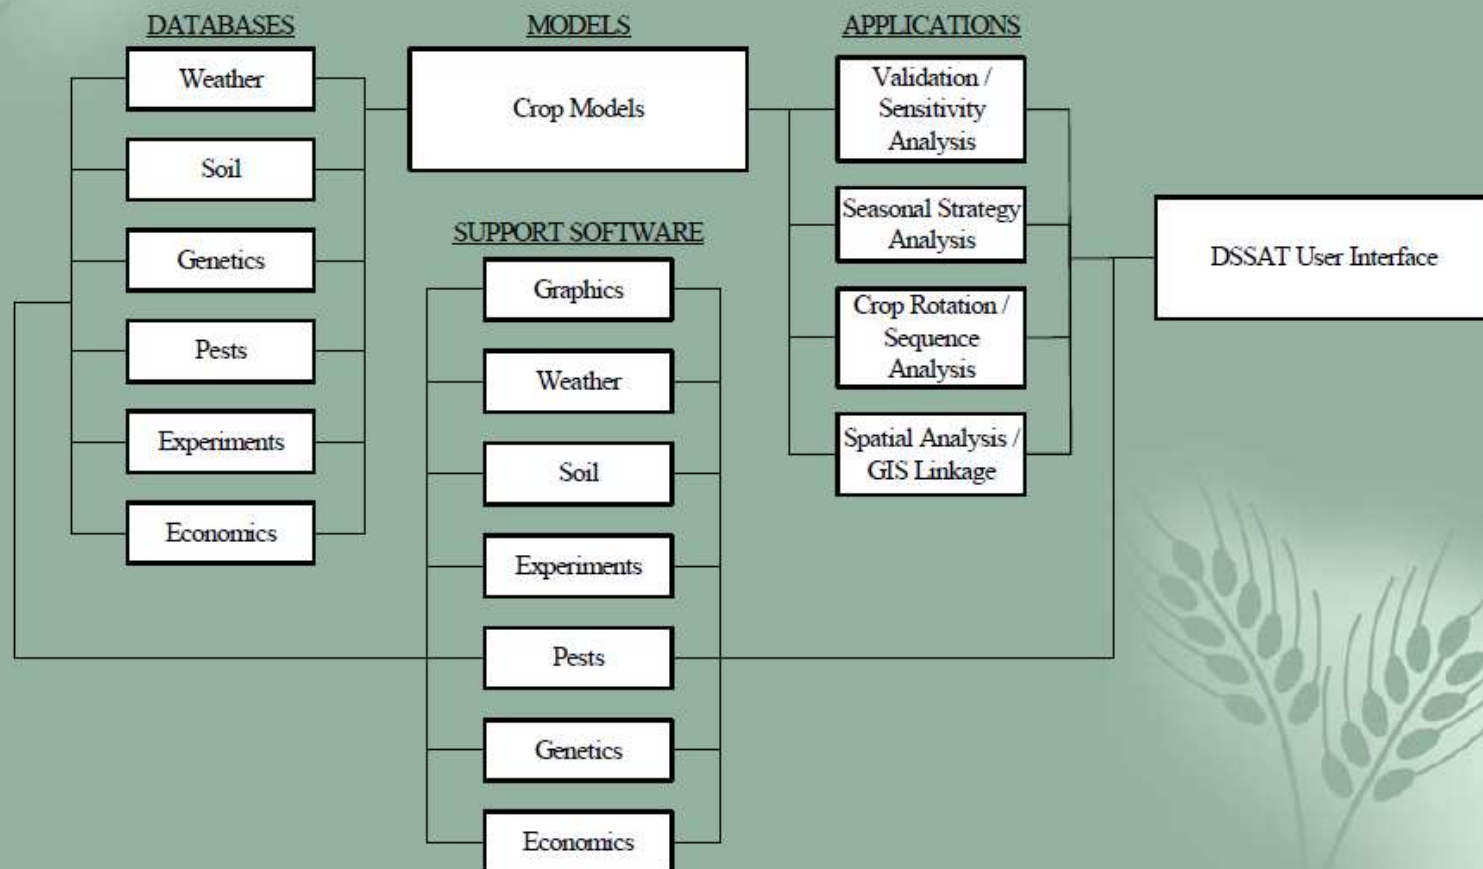 DATABASES
Weather
Soil
Genetics
Pests
Experiments
Economics
MODELS
Crop Models
SUPPORT SOFTWARE
Graphics
Weather
Soil
Experiments
Pests
Genetics
Economics
APPLICATIONS
Validation /
Sensitivity
Analysis
Seasonal Strategy
Analysis
Crop Rotation /
Sequence
Analysis
Spatial Analysis /
GIS Linkage
DSSAT User Interface